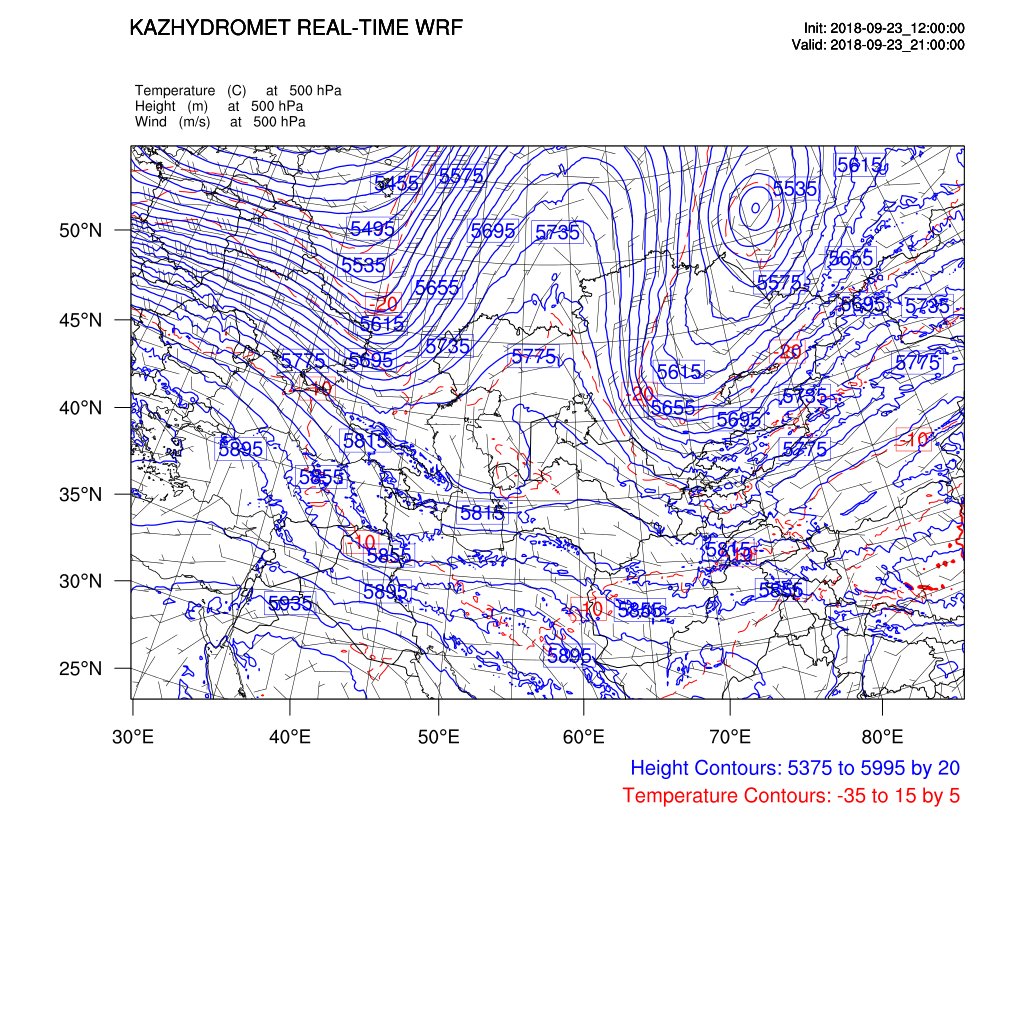 KAZHYDROMET REAL-TIME WRF
Init: 2018-09-23_12:00:00
Valid: 2018-09-23_21:00:00
Temperature (C) at 500 hPa
Height (m) at 500 hPa
Wind (m/s) at 500 hPa
5615
5455 5575 5535
50°N 5495 5695 5735
5535 5655
5655 5575
-20 5695 5735
45°N 5615
5735
5775 5695 5775 -20 5775
5615
-10 -20 5735
40°N 5655
5695
5895 5815 5775 -10
5855
35°N
5815
10 5855 5815 -10
30°N 5895 5855
5935 -10 5855
25°N 5895
30°E 40°E 50°E 60°E 70°E 80°E
Height Contours: 5375 to 5995 by 20
Temperature Contours: -35 to 15 by 5